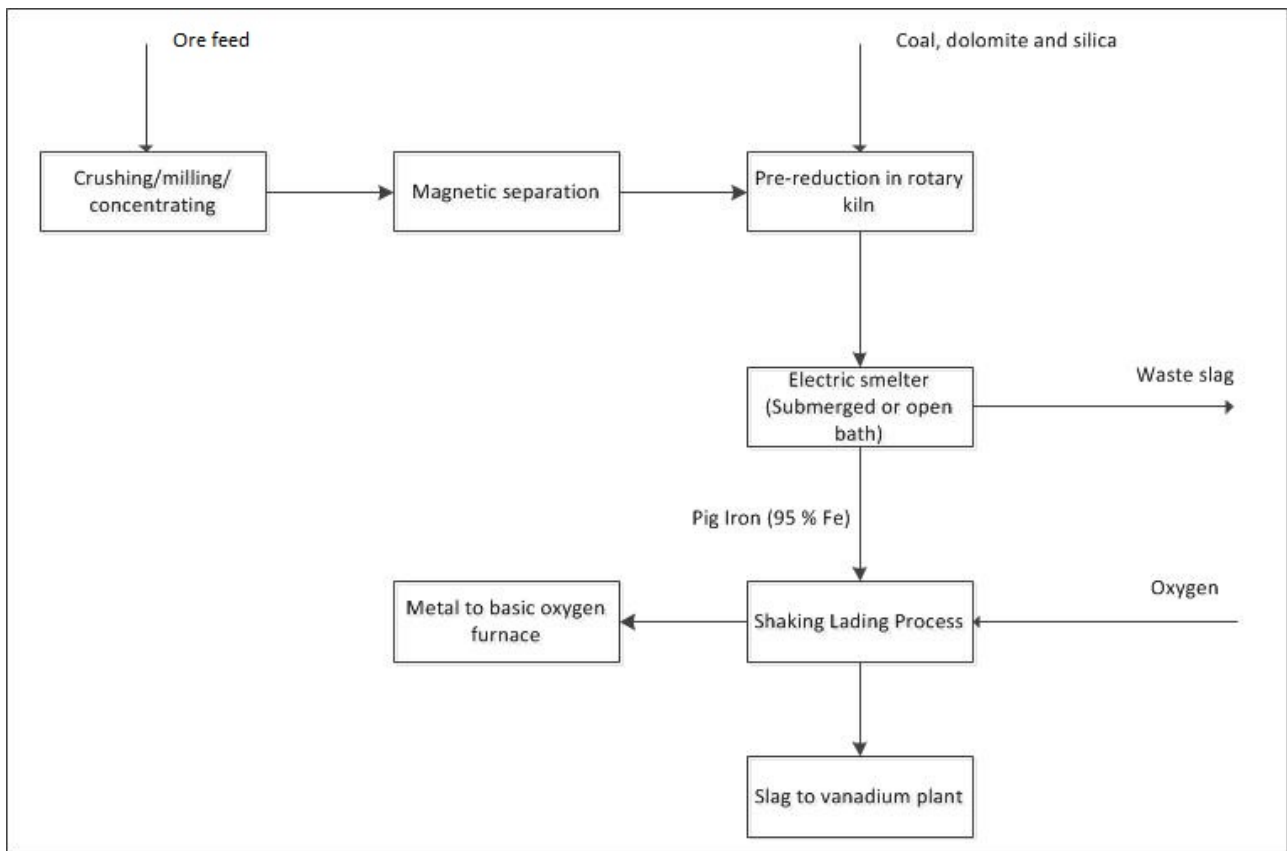 Ore feed
Coal, dolomite and silica
Crushing/milling/
concentrating
Magnetic separation
Pre-reduction in rotary
kiln
Electric smelter
(Submerged or open
bath)
Waste slag
Pig Iron (95 % Fe)
Metal to basic oxygen
furnace
Shaking Lading Process
Oxygen
Slag to vanadium plant